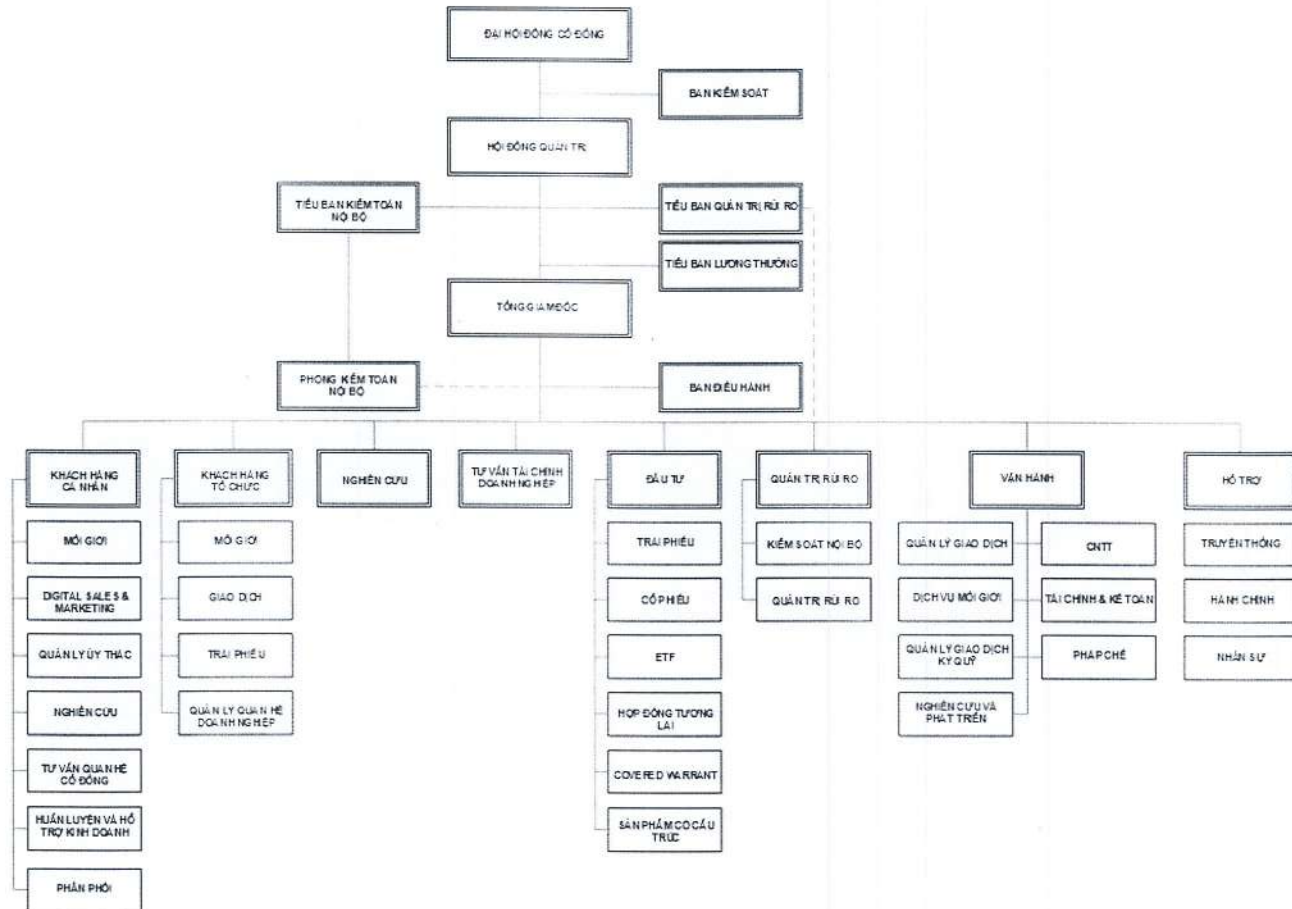 ĐẠI HỘI ĐỒNG CỔ ĐÔNG
BAN KIỂM SOÁT
HỘI ĐỒNG QUẢN TRỊ
TIỂU BAN KIỂM TOÁN
NỘI BỘ
TIỂU BAN QUẢN TRỊ RỦI RO
TIỂU BAN LƯƠNG THƯỞNG
TỔNG GIÁM ĐỐC
PHÒNG KIỂM TOÁN
NỘI BỘ
BAN ĐIỀU HÀNH
KHÁCH HÀNG
CÁ NHÂN
MÔI GIỚI
DIGITAL SALES &
MARKETING
QUẢN LÝ ỦY THÁC
NGHIÊN CỨU
TƯ VẤN QUAN HỆ
CỔ ĐÔNG
HUẤN LUYỆN VÀ HỖ
TRỢ KINH DOANH
PHÂN PHỐI
KHÁCH HÀNG
TỔ CHỨC
MÔI GIỚI
GIAO DỊCH
TRÁI PHIẾU
QUẢN LÝ QUAN HỆ
DOANH NGHIỆP
NGHIÊN CỨU
TƯ VẤN TÀI CHÍNH
DOANH NGHIỆP
ĐẦU TƯ
TRÁI PHIẾU
CỔ PHIẾU
ETF
HỢP ĐỒNG TƯƠNG
LAI
COVERED WARRANT
SẢN PHẨM CÓ CẤU
TRÚC
QUẢN TRỊ RỦI RO
KIỂM SOÁT NỘI BỘ
QUẢN TRỊ RỦI RO
VẬN HÀNH
QUẢN LÝ GIAO DỊCH
DỊCH VỤ MÔI GIỚI
QUẢN LÝ GIAO DỊCH
KÝ QUỸ
NGHIÊN CỨU VÀ
PHÁT TRIỂN
CNTT
TÀI CHÍNH & KẾ TOÁN
PHÁP CHẾ
HỖ TRỢ
TRUYỀN THÔNG
HÀNH CHÍNH
NHÂN SỰ